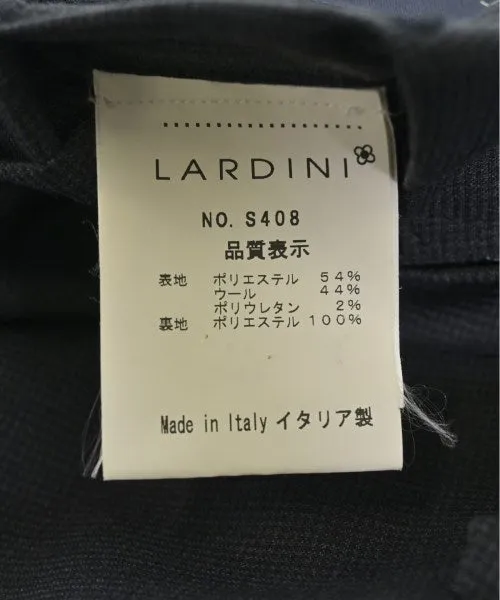 LARDINI
NO. S408
品質表示
表地 ポリエステル 54%
ウール 44%
ポリウレタン 2%
裏地 ポリエステル 100%
Made in Italy イタリア製